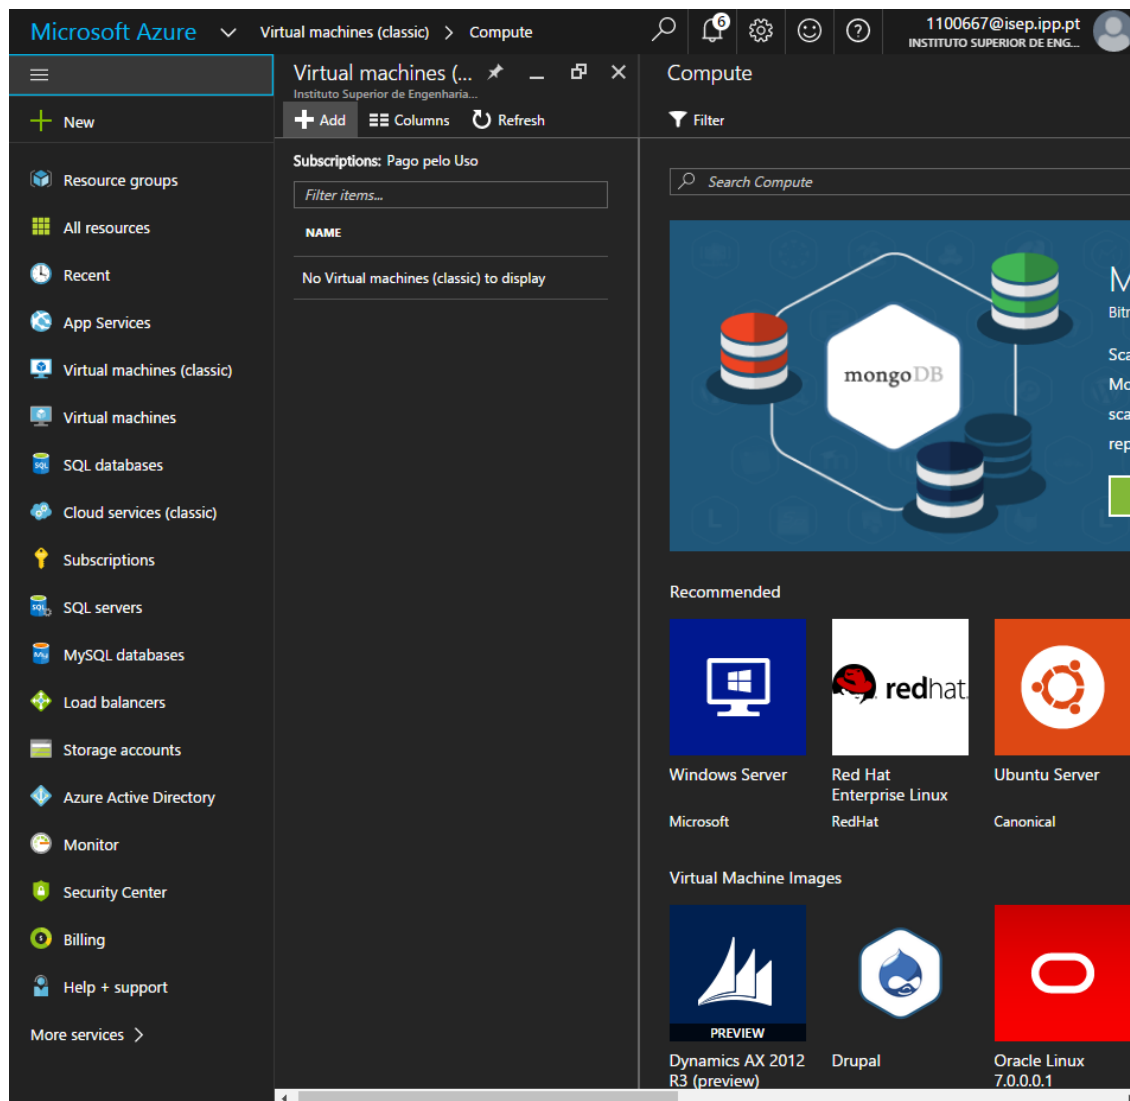 Microsoft Azure
Virtual machines (classic) > Compute
6
1100667@isep.ipp.pt
INSTITUTO SUPERIOR DE ENG...
New
Resource groups
All resources
Recent
App Services
Virtual machines (classic)
Virtual machines
SQL databases
Cloud services (classic)
Subscriptions
SQL servers
MySQL databases
Load balancers
Storage accounts
Azure Active Directory
Monitor
Security Center
Billing
Help + support
More services >
Virtual machines (...
Instituto Superior de Engenharia...
Add
Columns
Refresh
Subscriptions: Pago pelo Uso
Filter items...
NAME
No Virtual machines (classic) to display
Compute
Filter
Search Compute
mongoDB
M
Bitn
Sca
Mo
sca
rep
Recommended
redhat.
Windows Server
Microsoft
Red Hat
Enterprise Linux
RedHat
Ubuntu Server
Canonical
Virtual Machine Images
PREVIEW
Dynamics AX 2012
R3 (preview)
Drupal
Oracle Linux
7.0.0.0.1